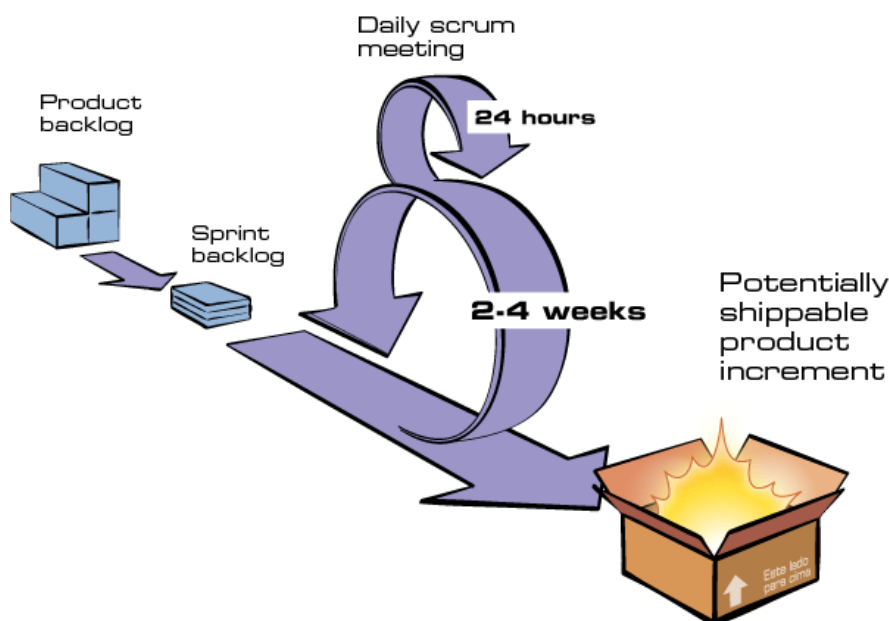 Daily scrum
meeting
24 hours
Product
backlog
Sprint
backlog
2-4 weeks
Potentially
shippable
product
increment
Este lado
para cima